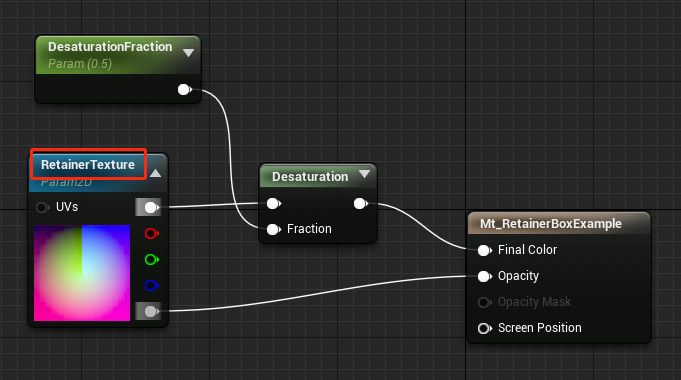 DesaturationFraction
Param (0.5)
RetainerTexture
Param2D
UVs
Desaturation
Fraction
Mt_RetainerBoxExample
Final Color
Opacity
Opacity Mask
Screen Position